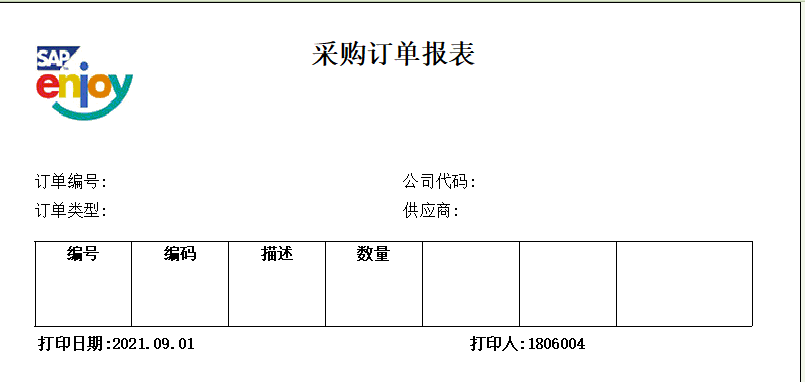 采购订单报表
SAP
enjoy
订单编号: 公司代码:
订单类型: 供应商:
编号 编码 描述 数量
打印日期:2021.09.01 打印人:1806004